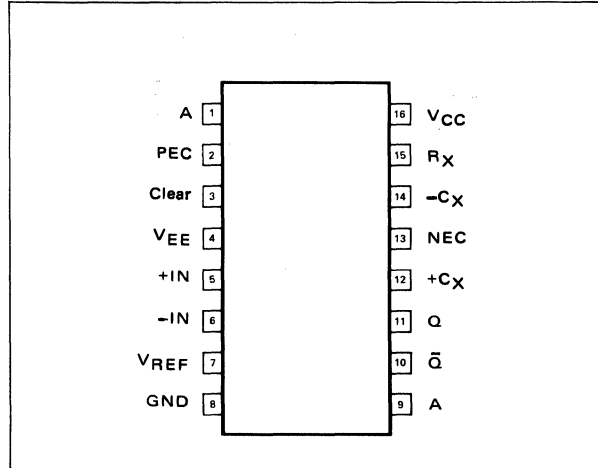 A 1 16 VCC
PEC 2 15 RX
Clear 3 14 -CX
VEE 4 13 NEC
+IN 5 12 +CX
-IN 6 11 Q
VREF 7 10 Q̄
GND 8 9 A